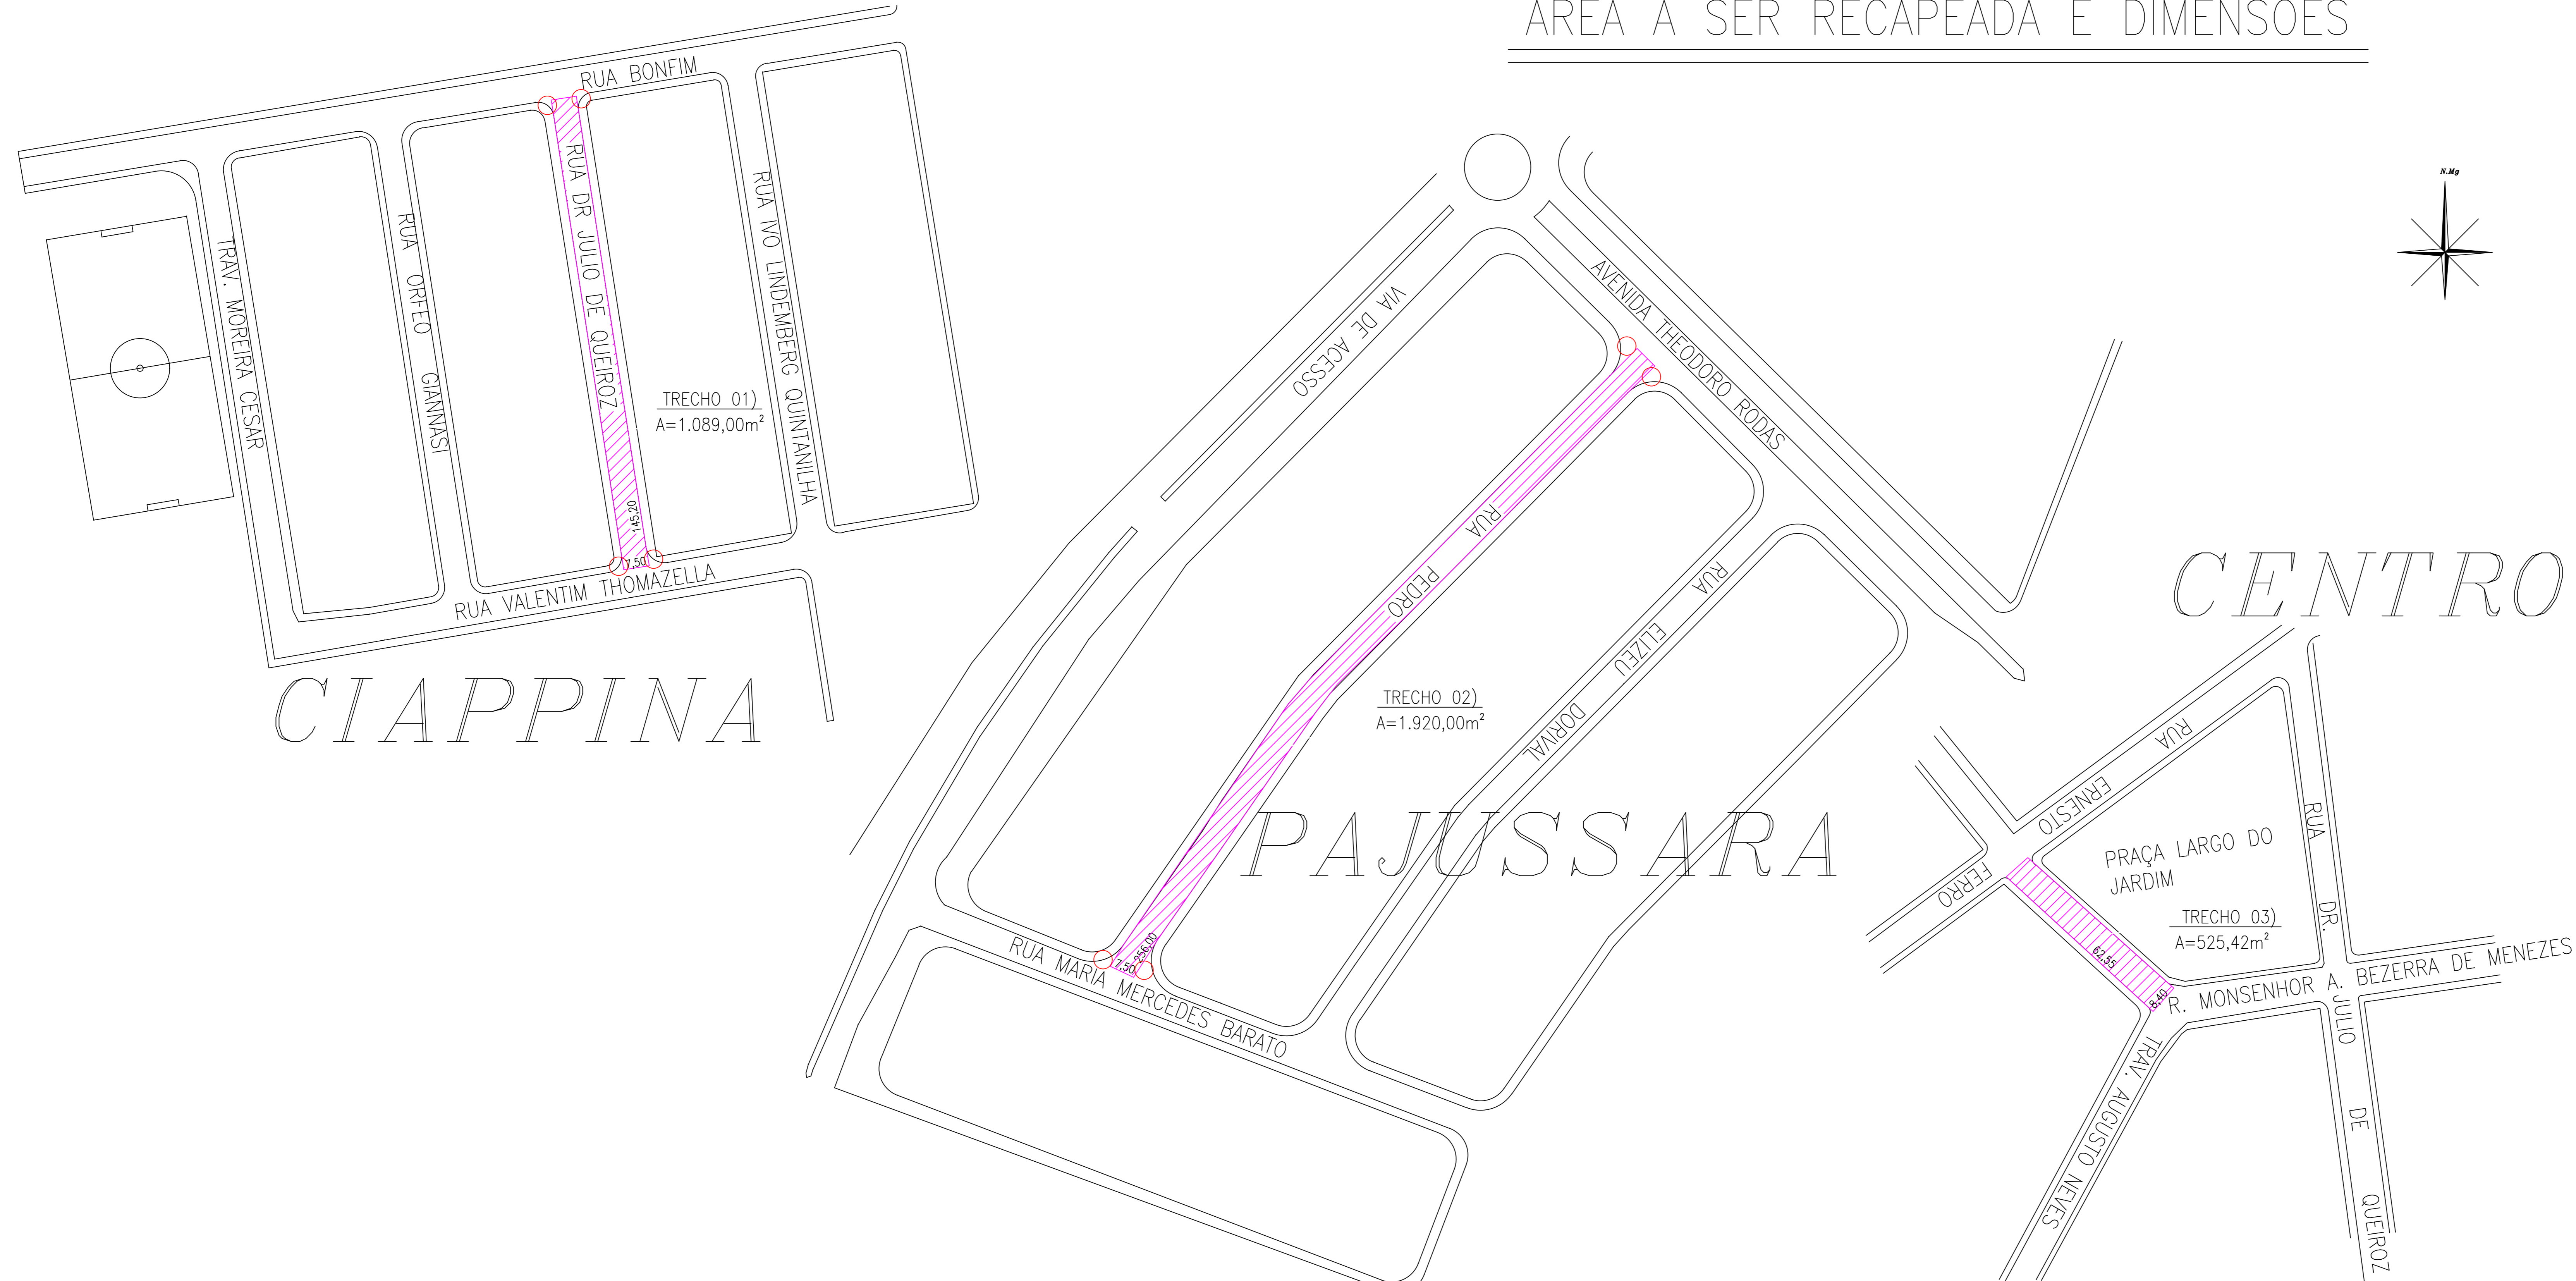 AREA A SER RECAPEADA E DIMENSOES
N.Mg
RUA BONFIM
RUA DR JULIO DE QUEIROZ
RUA IVO LINDEMBERG QUINTANILHA
RUA ORFEO GIANNASI
TRAV. MOREIRA CESAR
TRECHO 01)
A=1.089,00m²
145,20
7,50
RUA VALENTIM THOMAZELLA
CIAPPINA
VIA DE ACESSO
AVENIDA THEODORO RODAS
RUA PEDRO
RUA ELIZEU DORIVAL
TRECHO 02)
A=1.920,00m²
PAJUSSARA
256,00
7,50
RUA MARIA MERCEDES BARATO
CENTRO
RUA ERNESTO FERRO
PRAÇA LARGO DO
JARDIM
TRECHO 03)
A=525,42m²
62,55
8,40
RUA DR. JULIO DE QUEIROZ
R. MONSENHOR A. BEZERRA DE MENEZES
TRAV. AUGUSTO NEVES